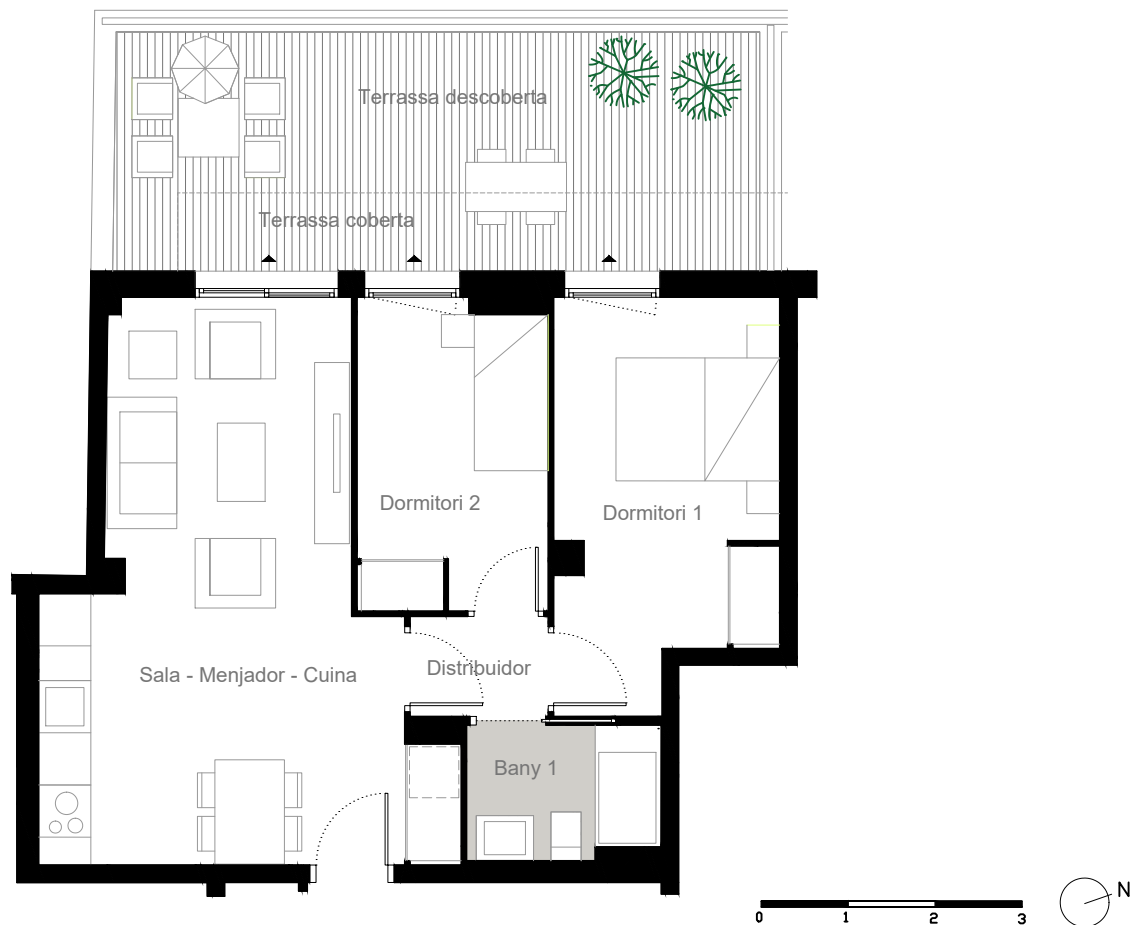 Terrassa descoberta
Terrassa coberta
Dormitori 2
Dormitori 1
Sala - Menjador - Cuina
Distribuidor
Bany 1
N
0 1 2 3